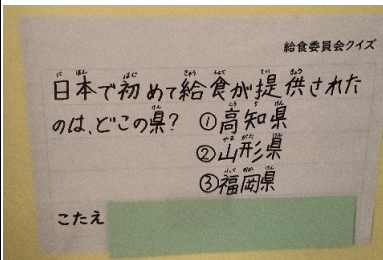 給食委員会クイズ
日本で初めて給食が提供された
のは、どこの県? ①高知県
②山形県
③福岡県
こたえ